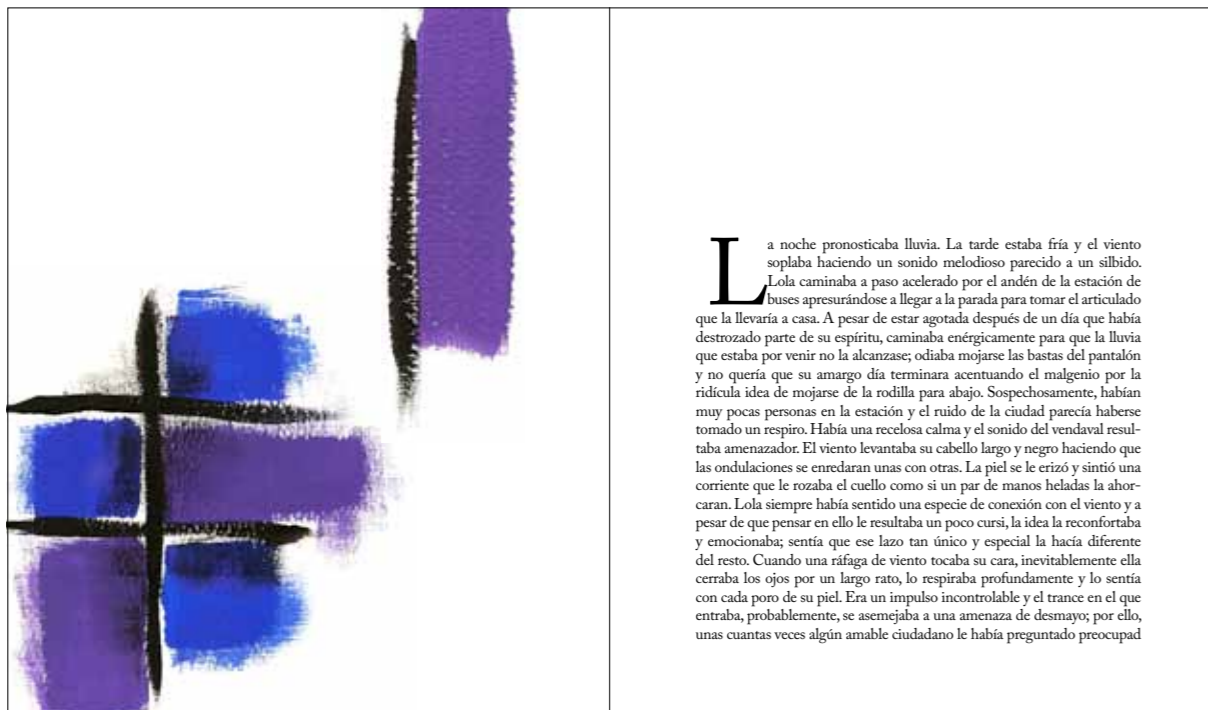 La noche pronosticaba lluvia. La tarde estaba fría y el viento
soplaba haciendo un sonido melodioso parecido a un silbido.
Lola caminaba a paso acelerado por el andén de la estación de
buses apresurándose a llegar a la parada para tomar el articulado
que la llevaría a casa. A pesar de estar agotada después de un día que había
destrozado parte de su espíritu, caminaba enérgicamente para que la lluvia
que estaba por venir no la alcanzase; odiaba mojarse las bastas del pantalón
y no quería que su amargo día terminara acentuando el malgenio por la
ridícula idea de mojarse de la rodilla para abajo. Sospechosamente, habían
muy pocas personas en la estación y el ruido de la ciudad parecía haberse
tomado un respiro. Había una recelosa calma y el sonido del vendaval resul-
taba amenazador. El viento levantaba su cabello largo y negro haciendo que
las ondulaciones se enredaran unas con otras. La piel se le erizó y sintió una
corriente que le rozaba el cuello como si un par de manos heladas la ahor-
caran. Lola siempre había sentido una especie de conexión con el viento y a
pesar de que pensar en ello le resultaba un poco cursi, la idea la reconfortaba
y emocionaba; sentía que ese lazo tan único y especial la hacía diferente
del resto. Cuando una ráfaga de viento tocaba su cara, inevitablemente ella
cerraba los ojos por un largo rato, lo respiraba profundamente y lo sentía
con cada poro de su piel. Era un impulso incontrolable y el trance en el que
entraba, probablemente, se asemejaba a una amenaza de desmayo; por ello,
unas cuantas veces algún amable ciudadano le había preguntado preocupad